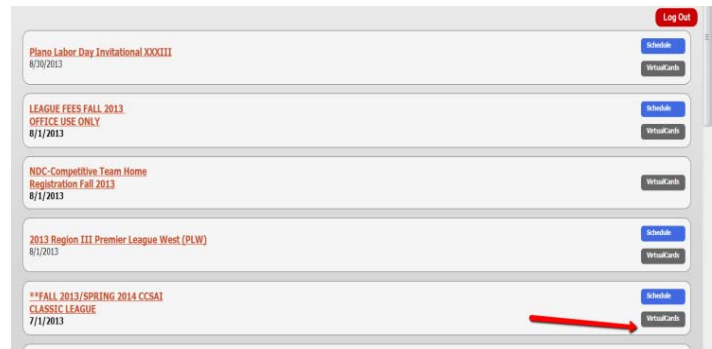 Log Out
Plano Labor Day Invitational XXXIII
8/30/2013
Schedule
VirtualCards
LEAGUE FEES FALL 2013
OFFICE USE ONLY
8/1/2013
Schedule
VirtualCards
NDC-Competitive Team Home
Registration Fall 2013
8/1/2013
VirtualCards
2013 Region III Premier League West (PLW)
8/1/2013
Schedule
VirtualCards
**FALL 2013/SPRING 2014 CCSAI
CLASSIC LEAGUE
7/1/2013
Schedule
VirtualCards